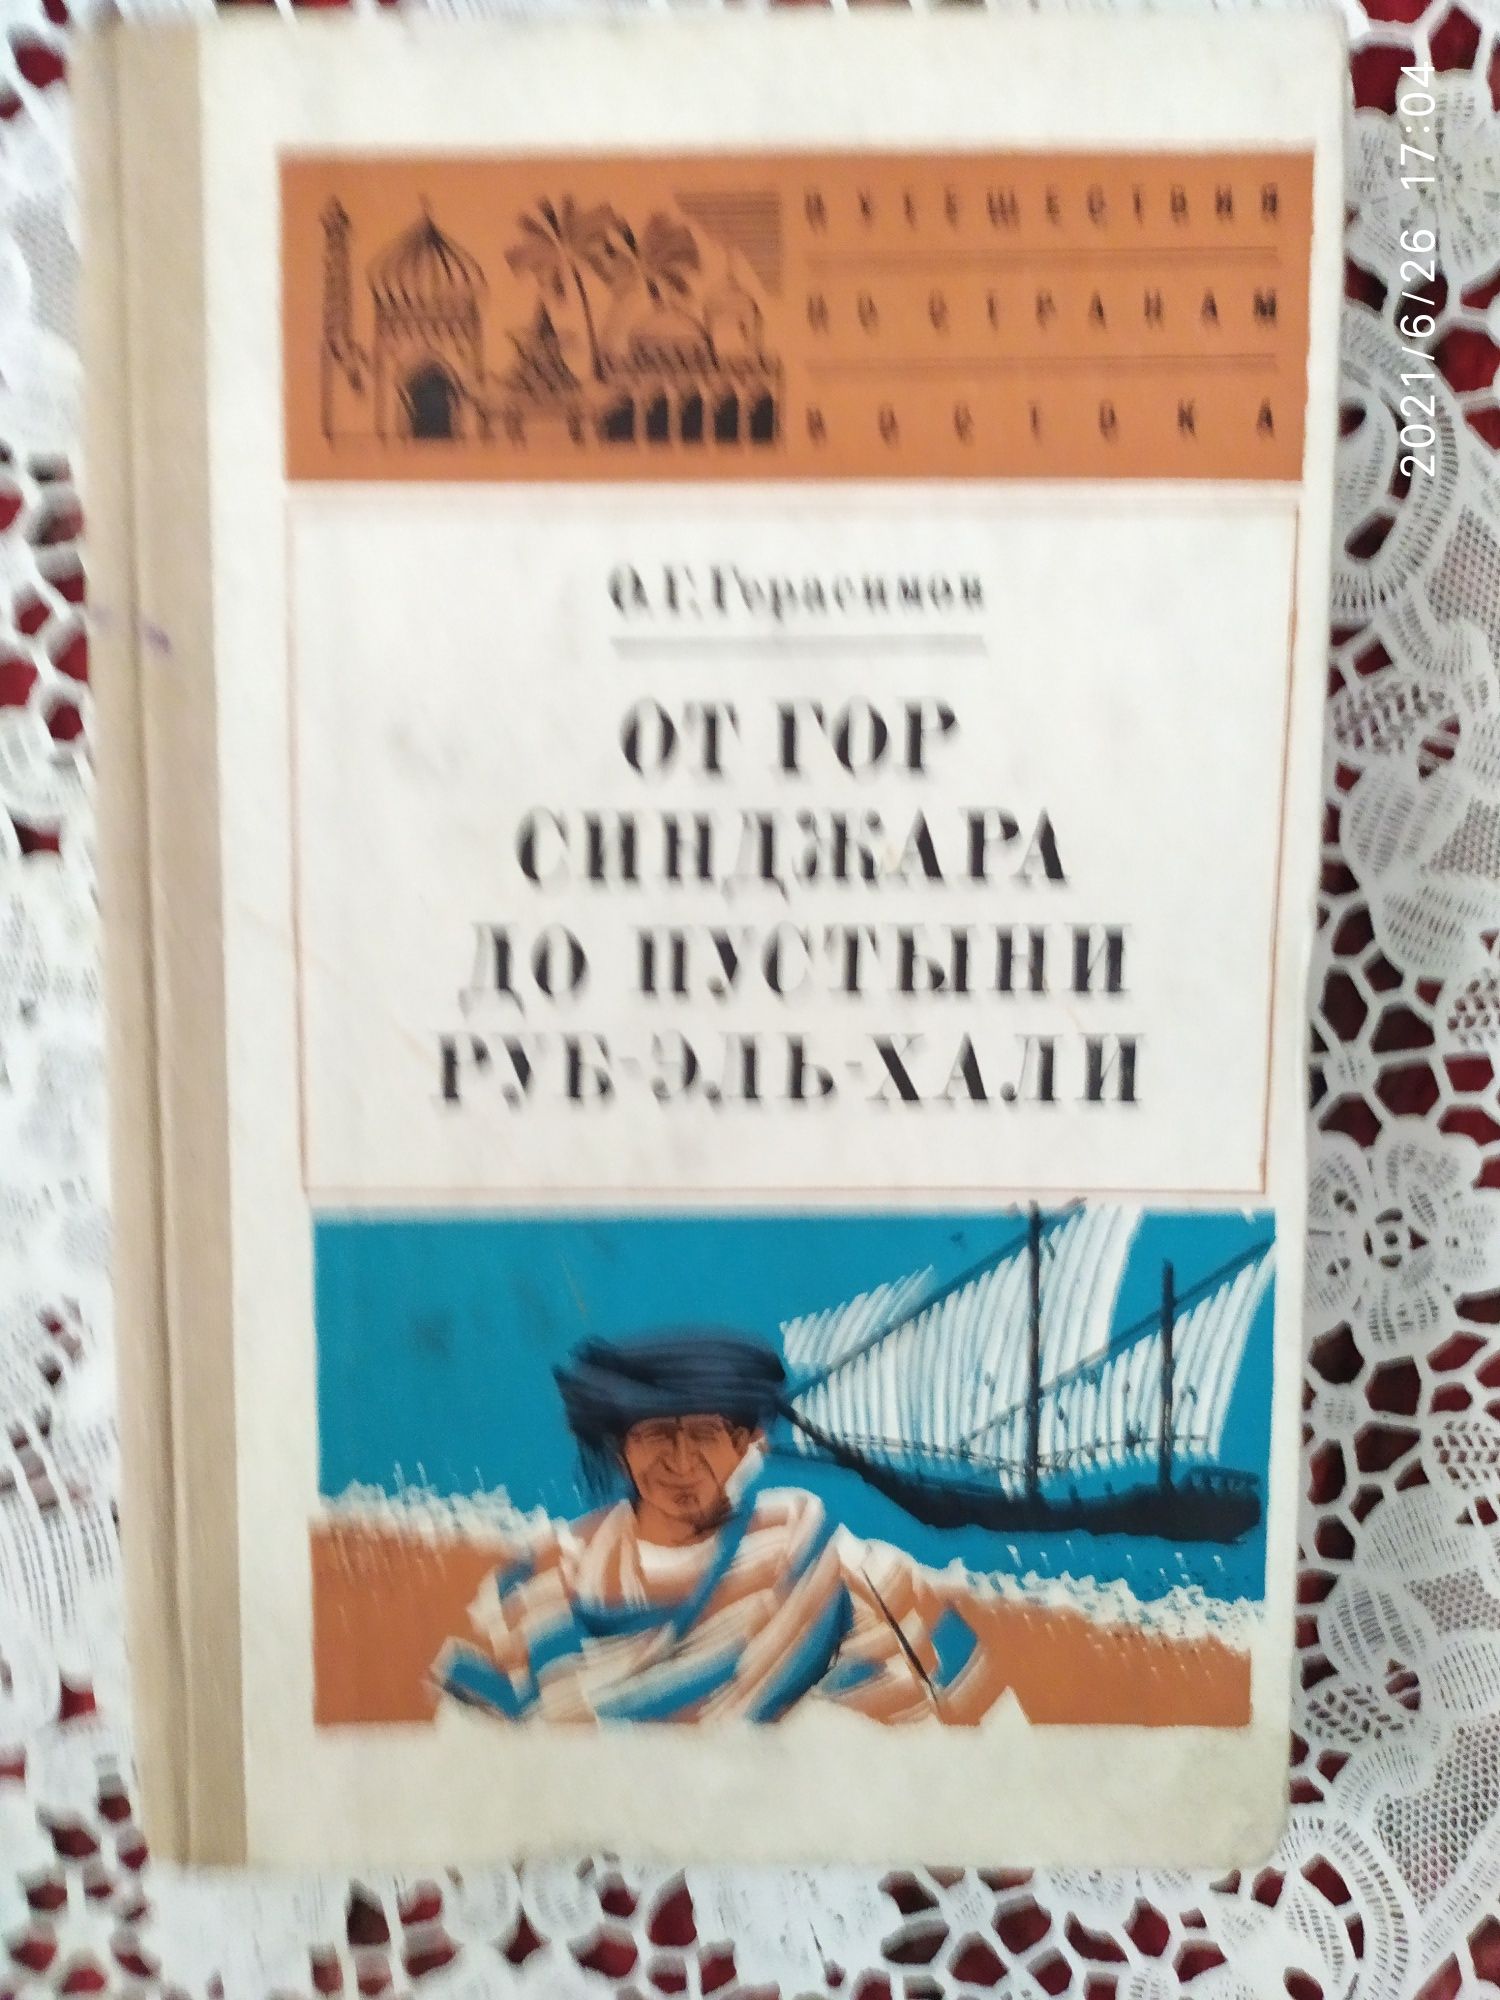 ПУТЕШЕСТВИЯ
ПО СТРАНАМ
ВОСТОКА
О.Г.Герасимов
ОТ ГОР
СИНДЖАРА
ДО ПУСТЫНИ
РУБ-ЭЛЬ-ХАЛИ
2021/6/26 17:04